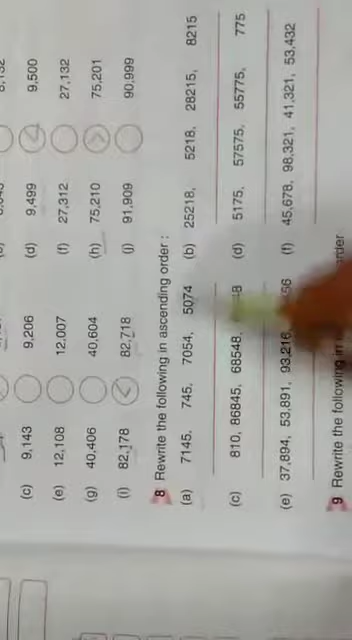 (c) 9,143 9,206 (d) 9,499 < 9,500
(e) 12,108 12,007 (f) 27,312 27,132
(g) 40,406 40,604 (h) 75,210 > 75,201
(i) 82,178 < 82,718 (j) 91,909 90,999
8 Rewrite the following in ascending order :
(a) 7145, 745, 7054, 5074 (b) 25218, 5218, 28215, 8215
(c) 810, 86845, 68548, (d) 5175, 57575, 55775, 775
(e) 37,894, 53,891, 93,216, (f) 45,678, 98,321, 41,321, 53,432
9 Rewrite the following in order